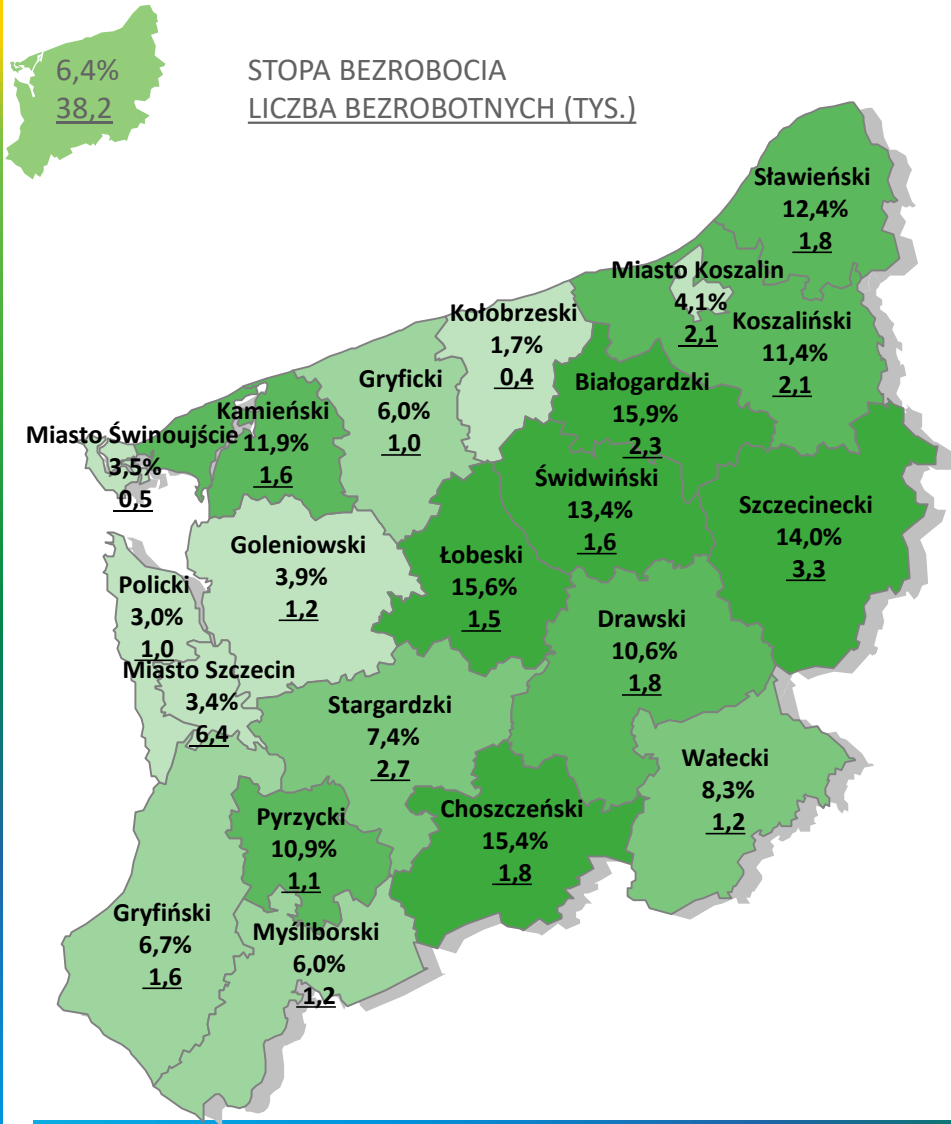 6,4%
38,2
STOPA BEZROBOCIA
LICZBA BEZROBOTNYCH (TYS.)
Sławieński
12,4%
1,8
Miasto Koszalin
4,1%
2,1
Koszaliński
11,4%
2,1
Kołobrzeski
1,7%
0,4
Białogardzki
15,9%
2,3
Gryficki
6,0%
1,0
Kamieński
11,9%
1,6
Miasto Świnoujście
3,5%
0,5
Świdwiński
13,4%
1,6
Szczecinecki
14,0%
3,3
Goleniowski
3,9%
1,2
Łobeski
15,6%
1,5
Policki
3,0%
1,0
Drawski
10,6%
1,8
Miasto Szczecin
3,4%
6,4
Stargardzki
7,4%
2,7
Wałecki
8,3%
1,2
Pyrzycki
10,9%
1,1
Choszczeński
15,4%
1,8
Gryfiński
6,7%
1,6
Myśliborski
6,0%
1,2